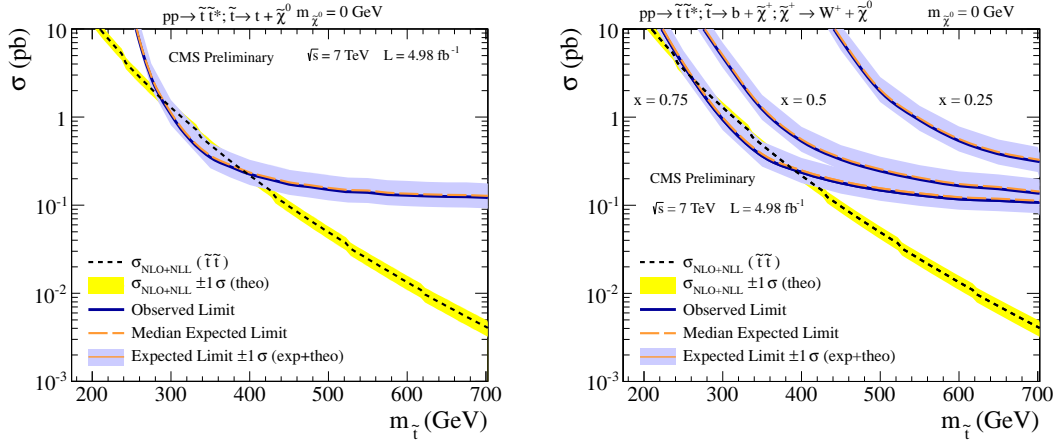 pp→ t̃ t̃*; t̃→ t + χ̃⁰ m_χ̃⁰ = 0 GeV
σ (pb)
10
CMS Preliminary √s = 7 TeV L = 4.98 fb⁻¹
1
10⁻¹
σ_NLO+NLL ( t̃ t̃ )
σ_NLO+NLL ±1σ (theo)
10⁻²
Observed Limit
Median Expected Limit
Expected Limit ±1σ (exp+theo)
10⁻³
200 300 400 500 600 700
m_t̃ (GeV)
pp→ t̃ t̃*; t̃→ b + χ̃⁺; χ̃⁺→ W⁺ + χ̃⁰ m_χ̃⁰ = 0 GeV
σ (pb)
10
x = 0.75 x = 0.5 x = 0.25
1
CMS Preliminary
10⁻¹
√s = 7 TeV L = 4.98 fb⁻¹
σ_NLO+NLL ( t̃ t̃ )
σ_NLO+NLL ±1σ (theo)
10⁻²
Observed Limit
Median Expected Limit
Expected Limit ±1σ (exp+theo)
10⁻³
200 300 400 500 600 700
m_t̃ (GeV)